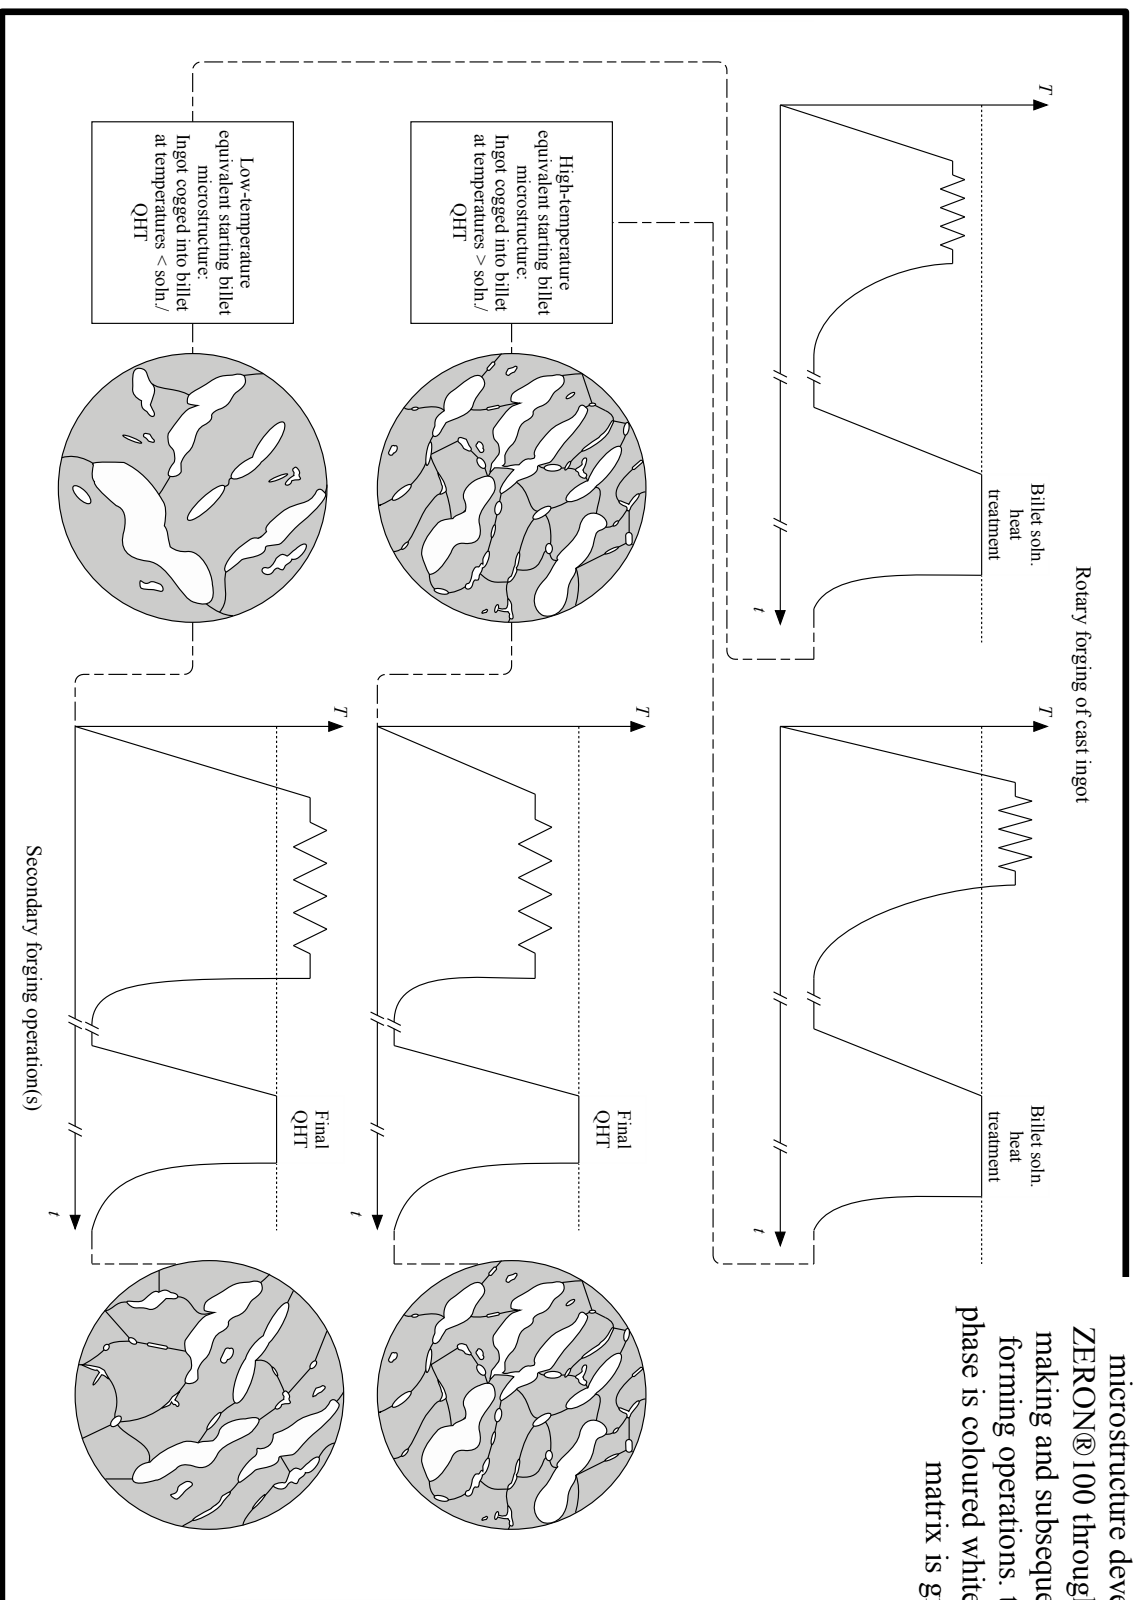 Rotary forging of cast ingot
T
Billet soln.
heat
treatment
t
T
Billet soln.
heat
treatment
t
High-temperature
equivalent starting billet
microstructure:
Ingot cogged into billet
at temperatures > soln./
QHT
T
Final
QHT
t
Low-temperature
equivalent starting billet
microstructure:
Ingot cogged into billet
at temperatures < soln./
QHT
T
Final
QHT
t
Secondary forging operation(s)
microstructure deve
ZERON®100 through
making and subseque
forming operations. t
phase is coloured white
matrix is g